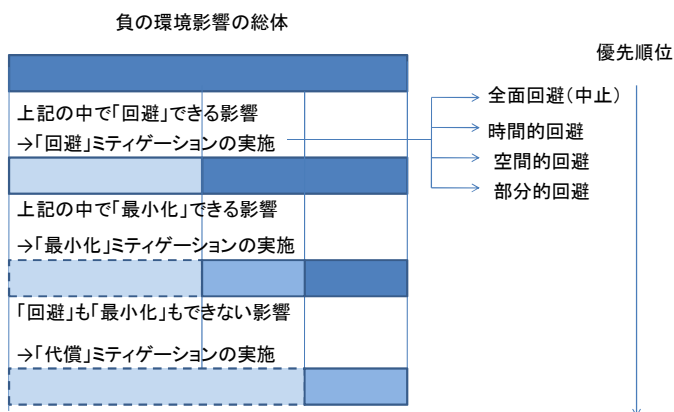 負の環境影響の総体
優先順位
上記の中で「回避」できる影響
→「回避」ミティゲーションの実施
全面回避(中止)
時間的回避
空間的回避
部分的回避
上記の中で「最小化」できる影響
→「最小化」ミティゲーションの実施
「回避」も「最小化」もできない影響
→「代償」ミティゲーションの実施